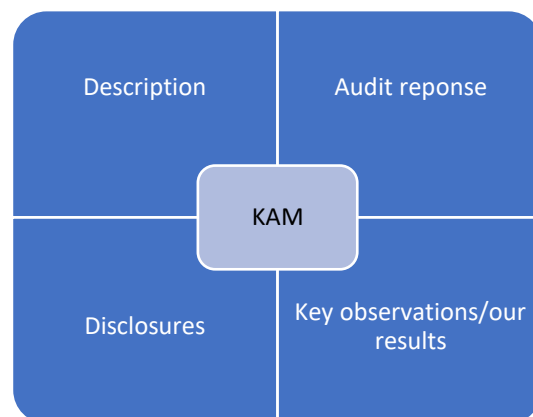 Description
Audit reponse
KAM
Disclosures
Key observations/our
results